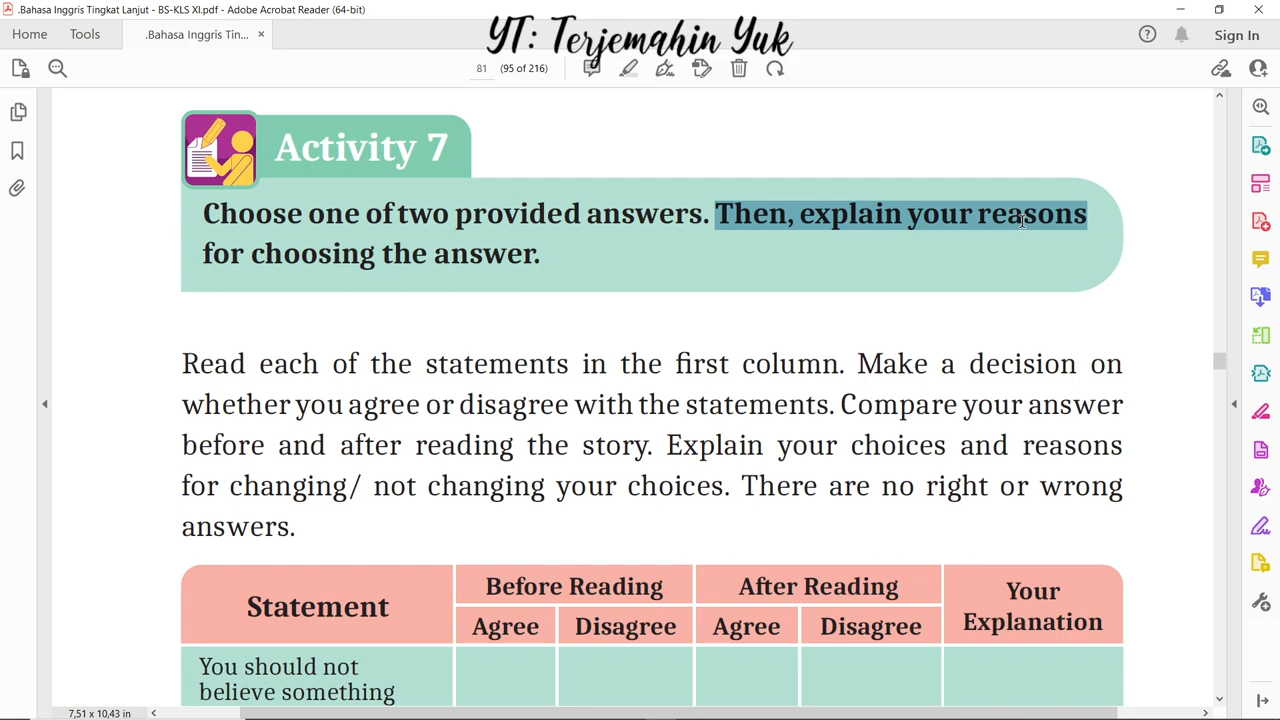 .Bahasa Inggris Tingkat Lanjut - BS-KLS XI.pdf - Adobe Acrobat Reader (64-bit)
Home Tools .Bahasa Inggris Tin... × Sign In
YT: Terjemahin Yuk
81 (95 of 216)
Activity 7
Choose one of two provided answers. Then, explain your reasons
for choosing the answer.
Read each of the statements in the first column. Make a decision on
whether you agree or disagree with the statements. Compare your answer
before and after reading the story. Explain your choices and reasons
for changing/ not changing your choices. There are no right or wrong
answers.
Statement Before Reading After Reading Your Explanation
Agree Disagree Agree Disagree
You should not
believe something
7,51 x 10,43 in